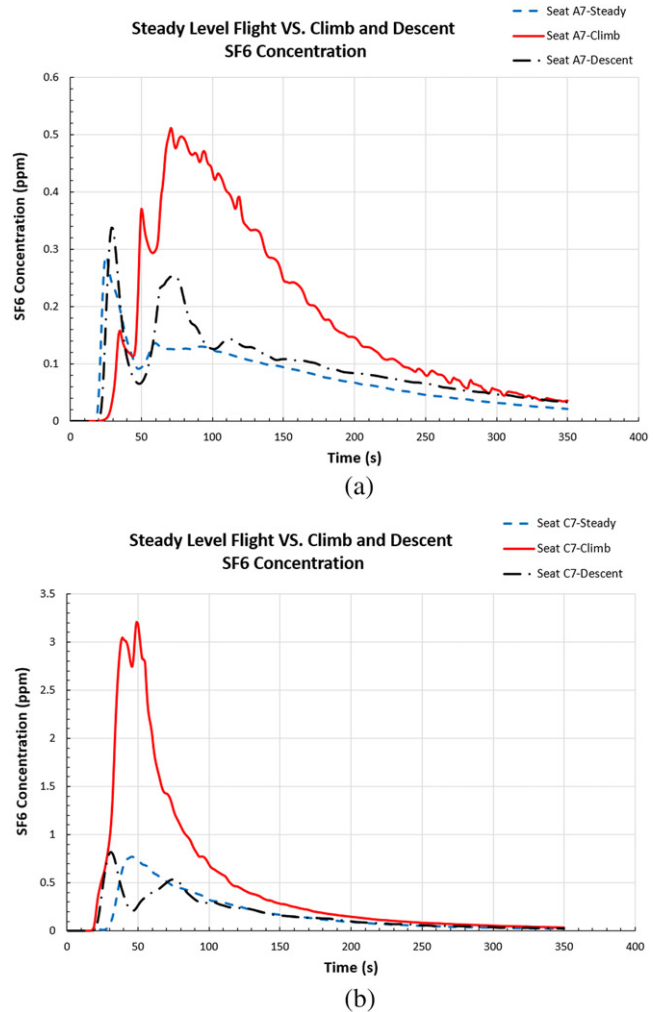 Steady Level Flight VS. Climb and Descent
SF6 Concentration
Seat A7-Steady
Seat A7-Climb
Seat A7-Descent
SF6 Concentration (ppm)
0.6
0.5
0.4
0.3
0.2
0.1
0
0 50 100 150 200 250 300 350 400
Time (s)
(a)
Steady Level Flight VS. Climb and Descent
SF6 Concentration
Seat C7-Steady
Seat C7-Climb
Seat C7-Descent
SF6 Concentration (ppm)
3.5
3
2.5
2
1.5
1
0.5
0
0 50 100 150 200 250 300 350 400
Time (s)
(b)